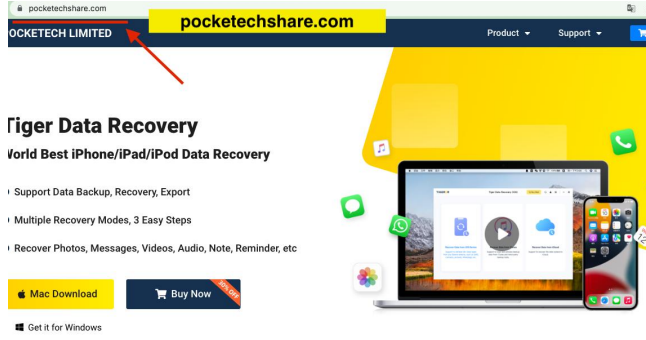 pocketechshare.com
pocketechshare.com
OCKETECH LIMITED
Product
Support
Tiger Data Recovery
World Best iPhone/iPad/iPod Data Recovery
Support Data Backup, Recovery, Export
Multiple Recovery Modes, 3 Easy Steps
Recover Photos, Messages, Videos, Audio, Note, Reminder, etc
Mac Download
Buy Now
30% OFF
Get it for Windows